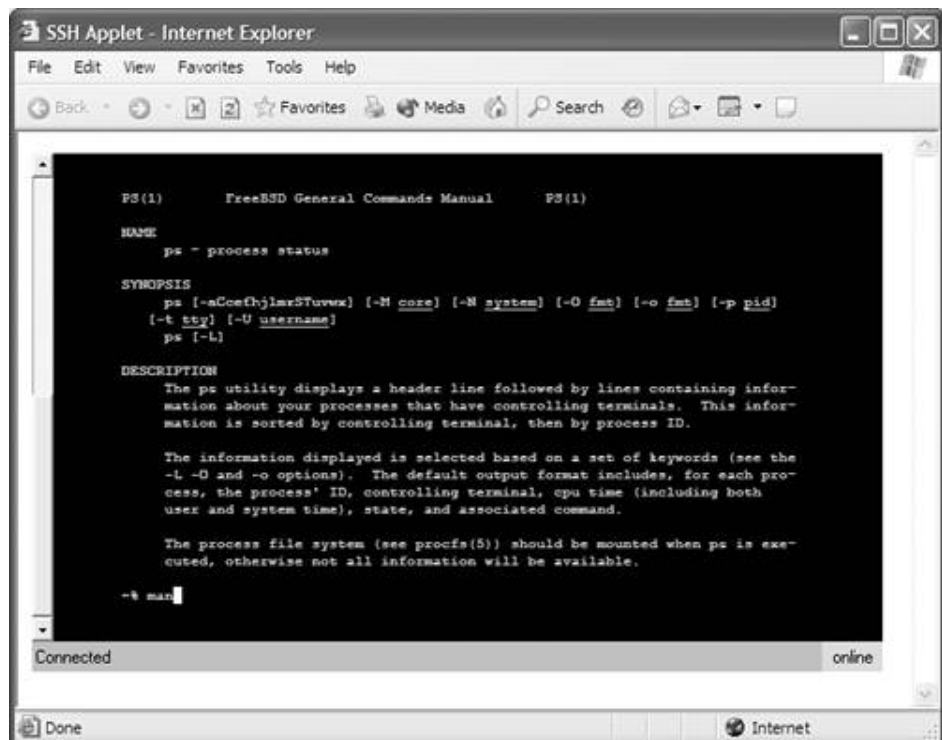 SSH Applet - Internet Explorer
File Edit View Favorites Tools Help
Back Favorites Media Search
PS(1) FreeBSD General Commands Manual PS(1)
NAME
ps - process status
SYNOPSIS
ps [-aCcefhjlmrSTuvwx] [-M core] [-N system] [-O fmt] [-o fmt] [-p pid]
[-t tty] [-U username]
ps [-L]
DESCRIPTION
The ps utility displays a header line followed by lines containing infor-
mation about your processes that have controlling terminals. This infor-
mation is sorted by controlling terminal, then by process ID.
The information displayed is selected based on a set of keywords (see the
-L -O and -o options). The default output format includes, for each pro-
cess, the process' ID, controlling terminal, cpu time (including both
user and system time), state, and associated command.
The process file system (see procfs(5)) should be mounted when ps is exe-
cuted, otherwise not all information will be available.
~% man
Connected online
Done Internet